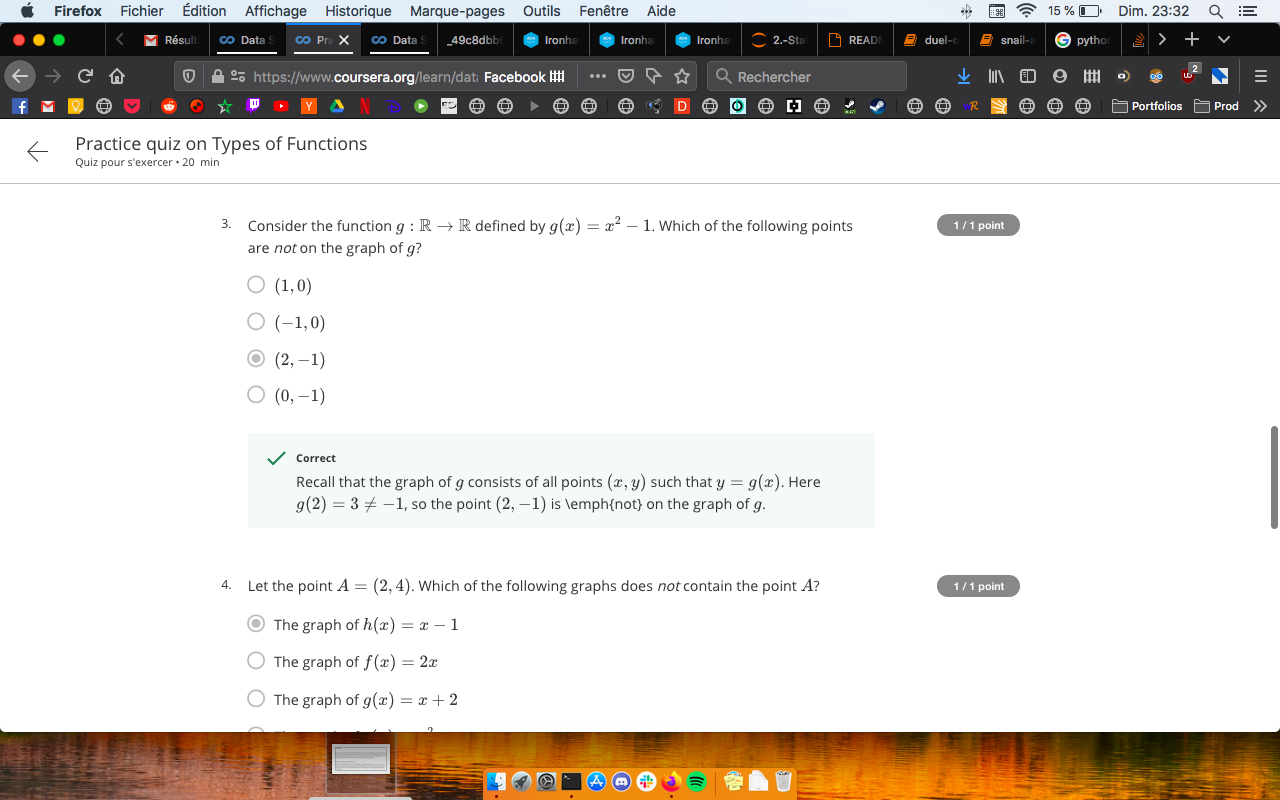 Firefox Fichier Édition Affichage Historique Marque-pages Outils Fenêtre Aide 15 % Dim. 23:32
Résult Data S Pra Data S _49c8dbb Ironha Ironha Ironha 2.-Sta READ duel-o snail-a pytho
https://www.coursera.org/learn/dat Facebook Rechercher 2
Portfolios Prod
Practice quiz on Types of Functions
Quiz pour s'exercer • 20 min
3. Consider the function g : ℝ → ℝ defined by g(x) = x² − 1. Which of the following points 1 / 1 point
are not on the graph of g?
(1, 0)
(−1, 0)
(2, −1)
(0, −1)
Correct
Recall that the graph of g consists of all points (x, y) such that y = g(x). Here
g(2) = 3 ≠ −1, so the point (2, −1) is \emph{not} on the graph of g.
4. Let the point A = (2, 4). Which of the following graphs does not contain the point A? 1 / 1 point
The graph of h(x) = x − 1
The graph of f(x) = 2x
The graph of g(x) = x + 2